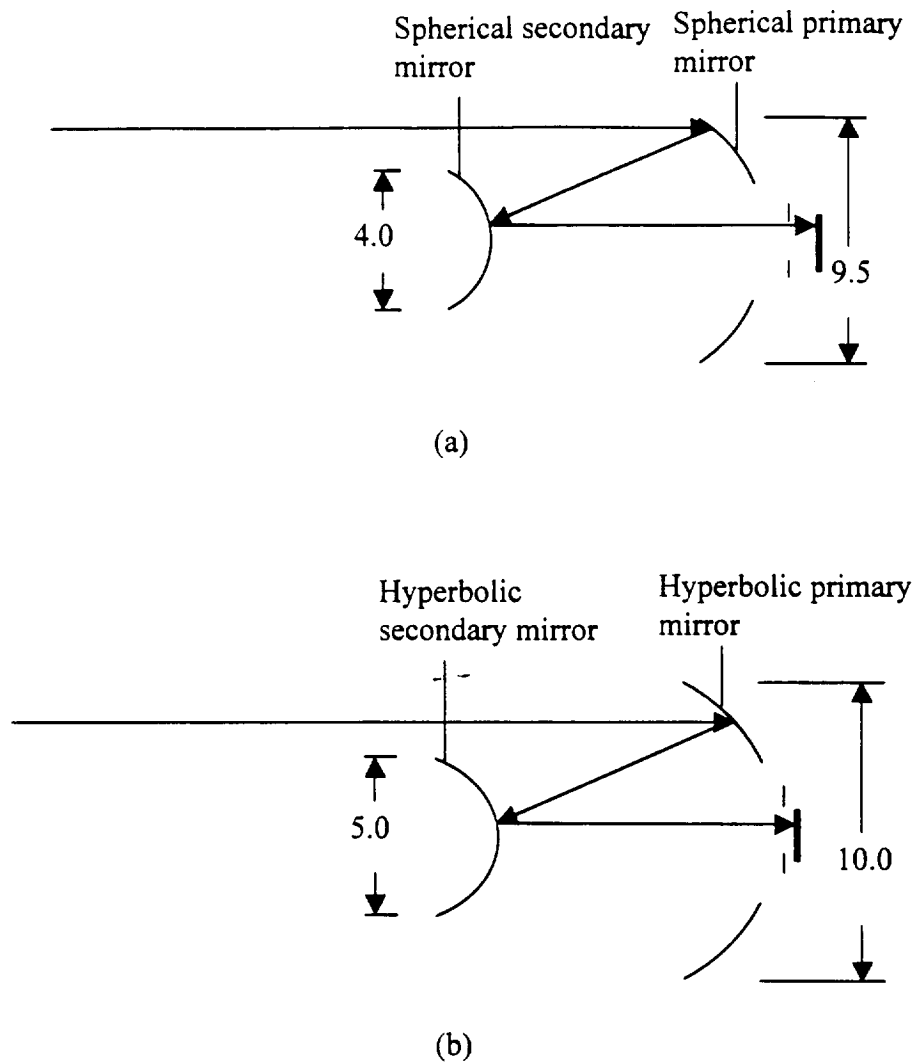 Spherical secondary
mirror
Spherical primary
mirror
4.0
9.5
(a)
Hyperbolic
secondary mirror
Hyperbolic primary
mirror
5.0
10.0
(b)